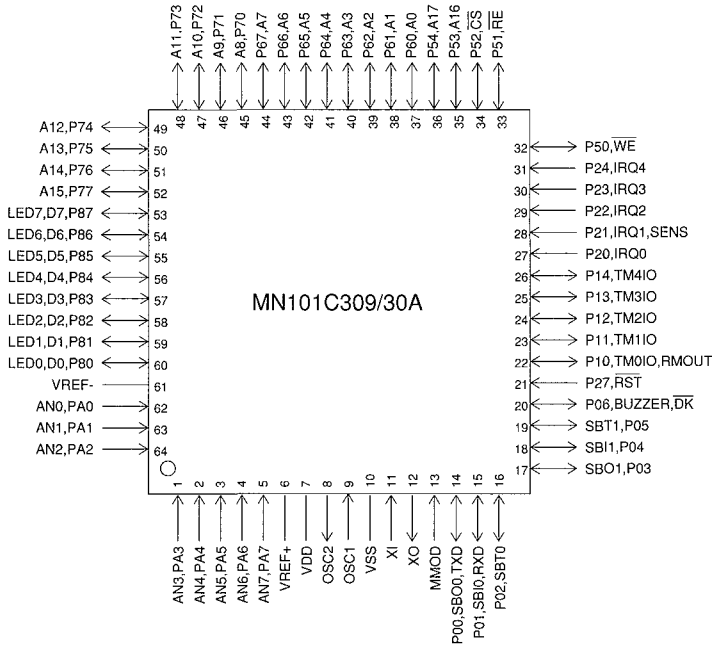 A11,P73
A10,P72
A9,P71
A8,P70
P67,A7
P66,A6
P65,A5
P64,A4
P63,A3
P62,A2
P61,A1
P60,A0
P54,A17
P53,A16
P52,C̅S̅
P51,R̅E̅
48 47 46 45 44 43 42 41 40 39 38 37 36 35 34 33
A12,P74 49
A13,P75 50
A14,P76 51
A15,P77 52
LED7,D7,P87 53
LED6,D6,P86 54
LED5,D5,P85 55
LED4,D4,P84 56
LED3,D3,P83 57
LED2,D2,P82 58
LED1,D1,P81 59
LED0,D0,P80 60
VREF- 61
AN0,PA0 62
AN1,PA1 63
AN2,PA2 64
MN101C309/30A
32 P50,W̅E̅
31 P24,IRQ4
30 P23,IRQ3
29 P22,IRQ2
28 P21,IRQ1,SENS
27 P20,IRQ0
26 P14,TM4IO
25 P13,TM3IO
24 P12,TM2IO
23 P11,TM1IO
22 P10,TM0IO,RMOUT
21 P27,R̅S̅T̅
20 P06,BUZZER,D̅K̅
19 SBT1,P05
18 SBI1,P04
17 SBO1,P03
1 2 3 4 5 6 7 8 9 10 11 12 13 14 15 16
AN3,PA3
AN4,PA4
AN5,PA5
AN6,PA6
AN7,PA7
VREF+
VDD
OSC2
OSC1
VSS
XI
XO
MMOD
P00,SBO0,TXD
P01,SBI0,RXD
P02,SBT0